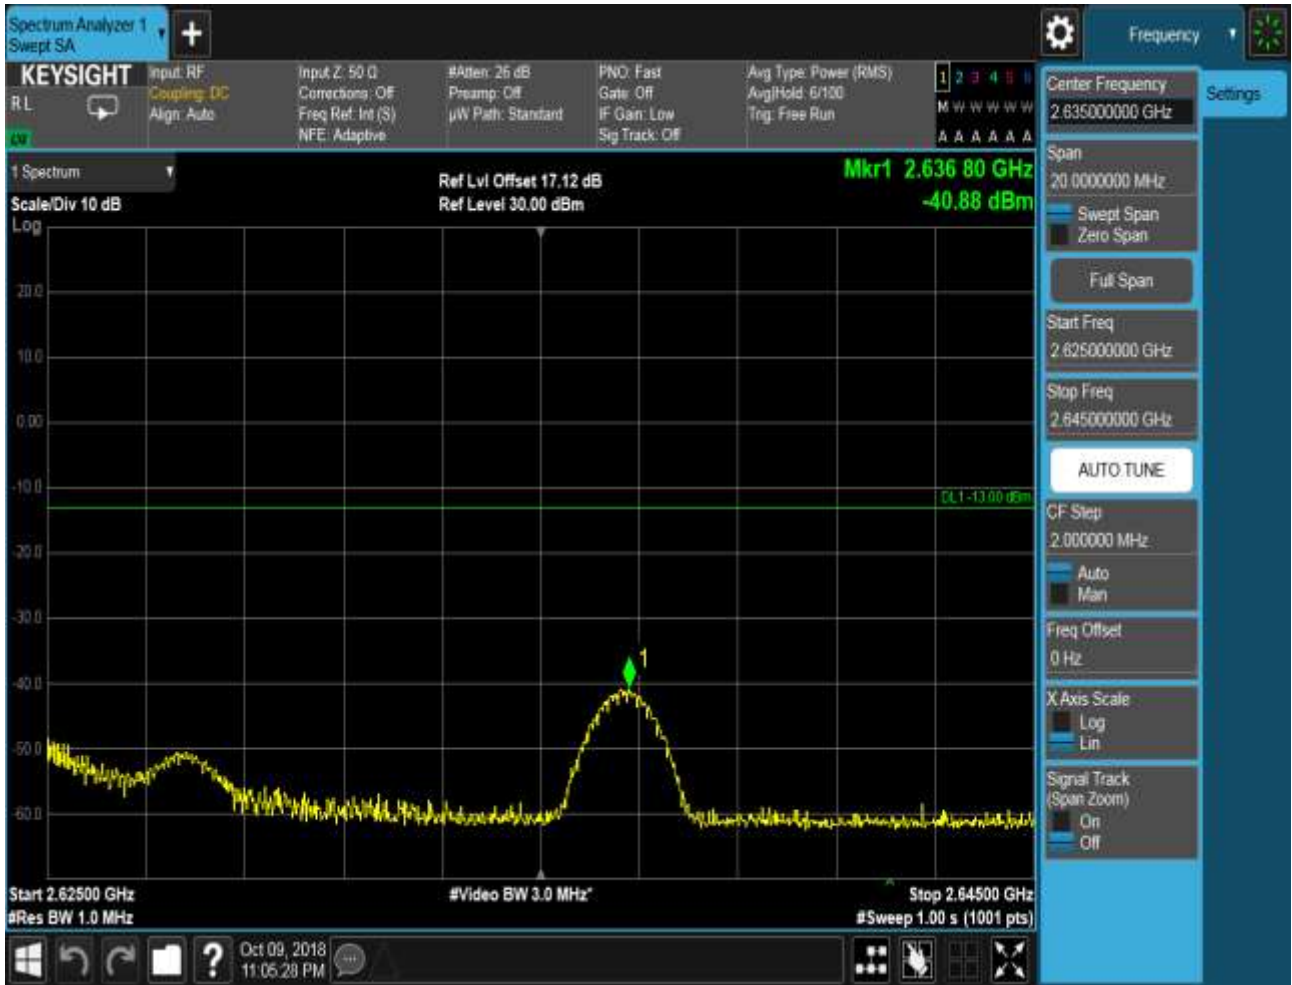 Spectrum Analyzer 1
Swept SA
Frequency
KEYSIGHT
R L
Input: RF
Coupling: DC
Align: Auto
Input Z: 50 Ω
Corrections: Off
Freq Ref: Int (S)
NFE: Adaptive
#Atten: 26 dB
Preamp: Off
µW Path: Standard
PNO: Fast
Gate: Off
IF Gain: Low
Sig Track: Off
Avg Type: Power (RMS)
Avg|Hold: 6/100
Trig: Free Run
1 2 3 4 5 6
M W W W W W
A A A A A A
1 Spectrum
Scale/Div 10 dB
Log
Ref Lvl Offset 17.12 dB
Ref Level 30.00 dBm
Mkr1 2.636 80 GHz
-40.88 dBm
20.0
10.0
0.00
-10.0
DL1 -13.00 dBm
-20.0
-30.0
1
-40.0
-50.0
-60.0
Start 2.62500 GHz
#Res BW 1.0 MHz
#Video BW 3.0 MHz*
Stop 2.64500 GHz
#Sweep 1.00 s (1001 pts)
Center Frequency
2.635000000 GHz
Settings
Span
20.0000000 MHz
Swept Span
Zero Span
Full Span
Start Freq
2.625000000 GHz
Stop Freq
2.645000000 GHz
AUTO TUNE
CF Step
2.000000 MHz
Auto
Man
Freq Offset
0 Hz
X Axis Scale
Log
Lin
Signal Track
(Span Zoom)
On
Off
?
Oct 09, 2018
11:05:28 PM